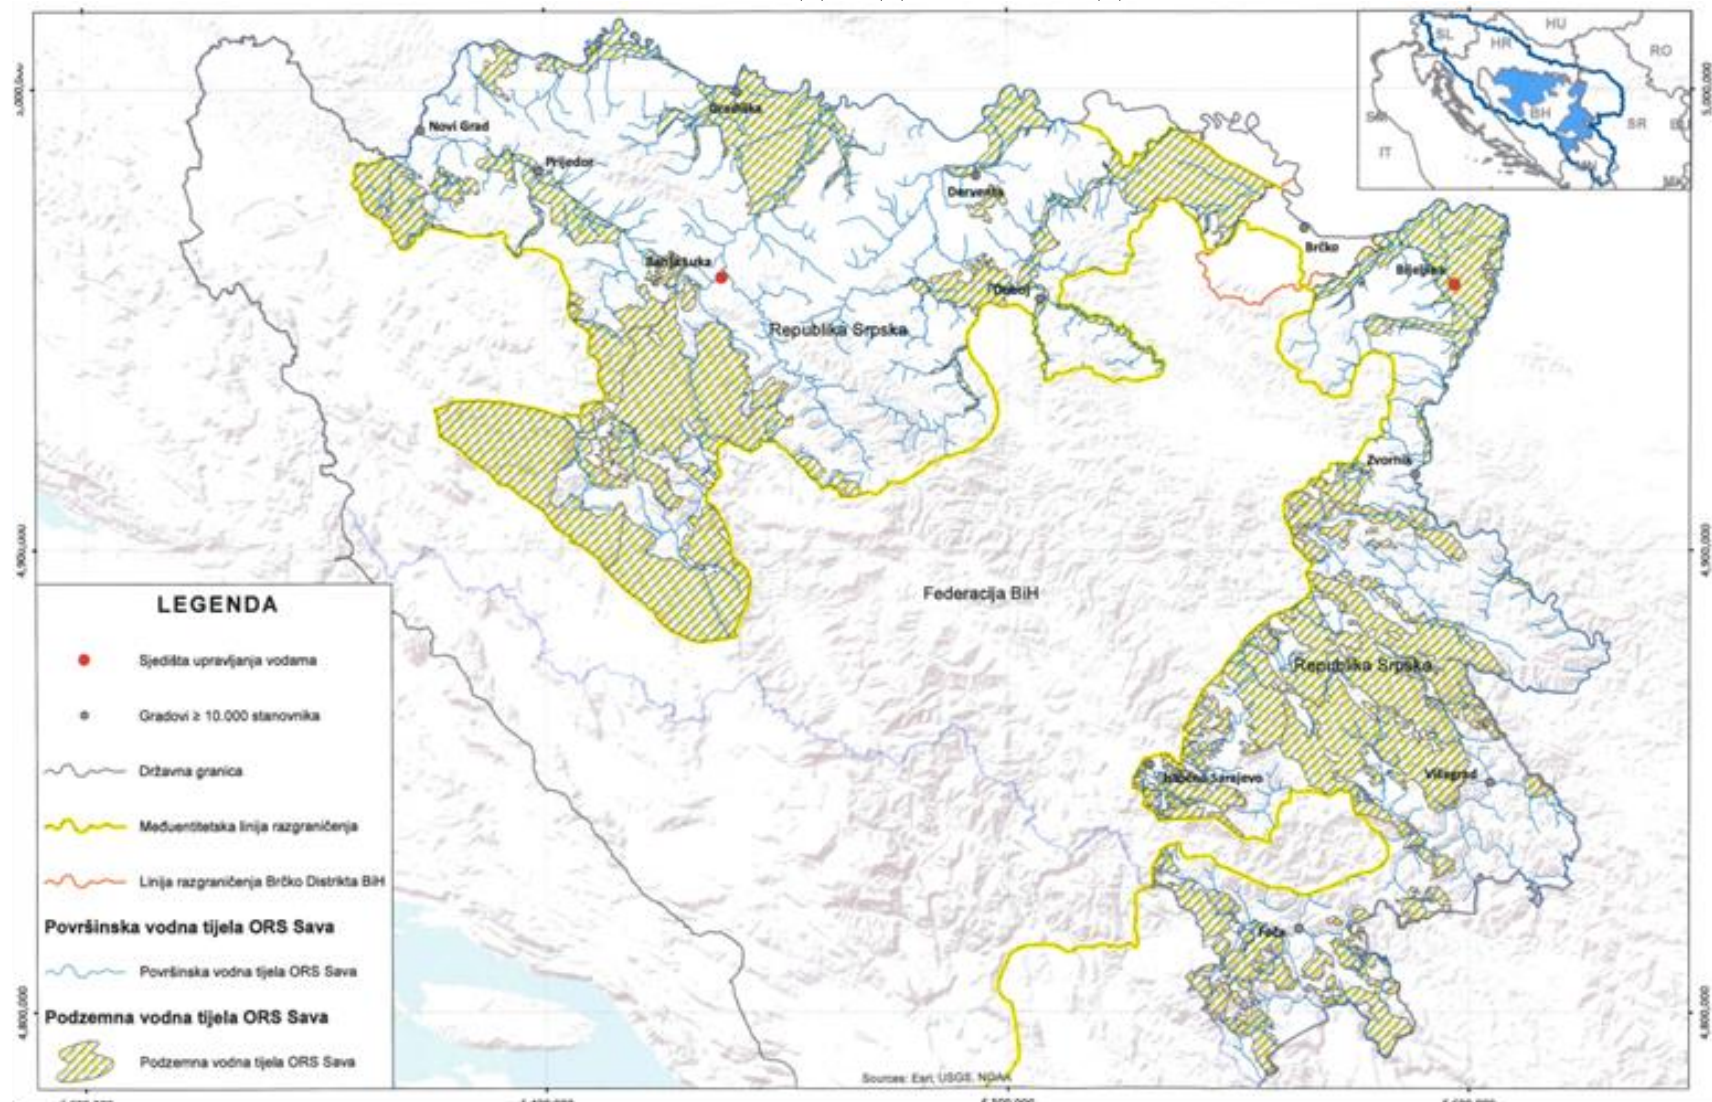 HU
SL
HR
RO
BH
SR
IT
5,000,000
Gradiška
Novi Grad
Prijedor
Derventa
Brčko
Banja Luka
Bijeljina
Doboj
Republika Srpska
Zvornik
4,900,000
4,900,000
Federacija BiH
LEGENDA
Sjedišta upravljanja vodama
Gradovi ≥ 10.000 stanovnika
Državna granica
Međuentitetska linija razgraničenja
Linija razgraničenja Brčko Distrikta BiH
Površinska vodna tijela ORS Sava
Površinska vodna tijela ORS Sava
Podzemna vodna tijela ORS Sava
Podzemna vodna tijela ORS Sava
Republika Srpska
Istočno Sarajevo
Višegrad
Foča
4,800,000
4,800,000
Sources: Esri, USGS, NOAA